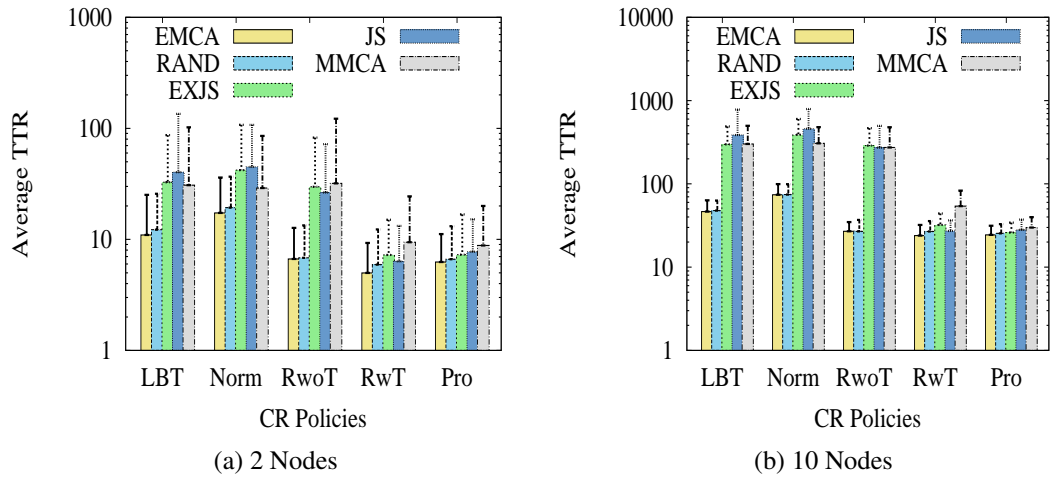 1000
100
10
1
Average TTR
EMCA
RAND
EXJS
JS
MMCA
LBT Norm RwoT RwT Pro
CR Policies
(a) 2 Nodes
10000
1000
100
10
1
Average TTR
EMCA
RAND
EXJS
JS
MMCA
LBT Norm RwoT RwT Pro
CR Policies
(b) 10 Nodes